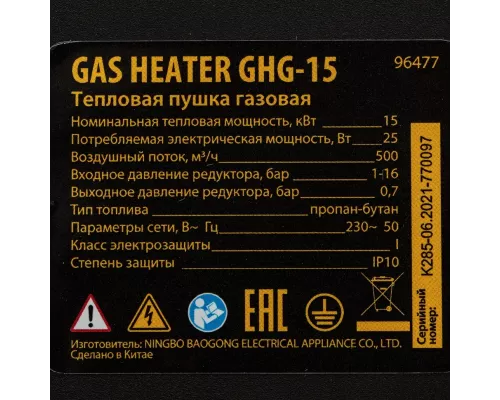 GAS HEATER GHG-15 96477
Тепловая пушка газовая
Номинальная тепловая мощность, кВт 15
Потребляемая электрическая мощность, Вт 25
Воздушный поток, м³/ч 500
Входное давление редуктора, бар 1-16
Выходное давление редуктора, бар 0,7
Тип топлива пропан-бутан
Параметры сети, В~ Гц 230~ 50
Класс электрозащиты I
Степень защиты IP10
EAC
Изготовитель: NINGBO BAOGONG ELECTRICAL APPLIANCE CO., LTD.
Сделано в Китае
Серийный
номер:
K285-06.2021-770097